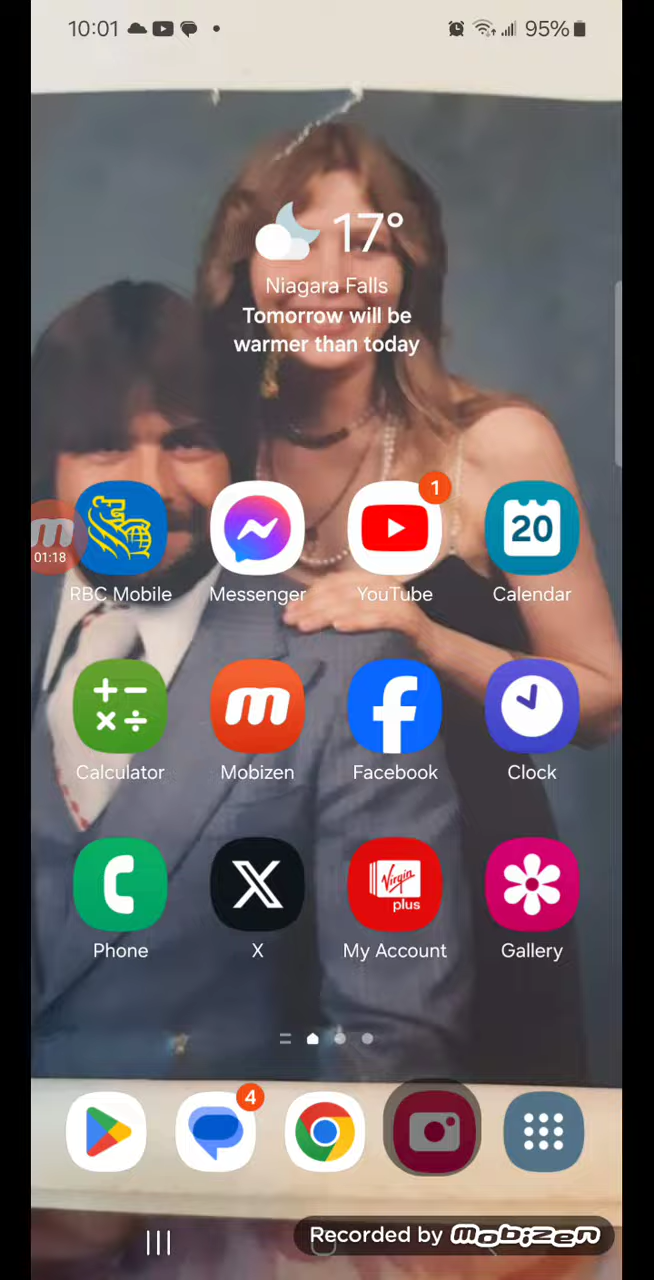 10:01 95%
17°
Niagara Falls
Tomorrow will be
warmer than today
1
20
m
01:18
RBC Mobile Messenger YouTube Calendar
m
f
Calculator Mobizen Facebook Clock
X
Virgin
plus
Phone X My Account Gallery
4
Recorded by mobizen